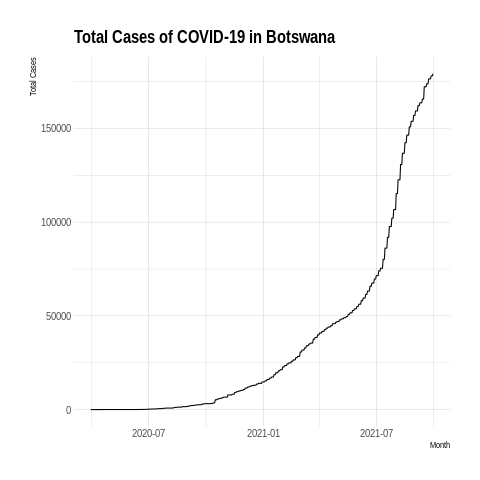 Total Cases of COVID-19 in Botswana
Total Cases
150000
100000
50000
0
2020-07
2021-01
2021-07
Month